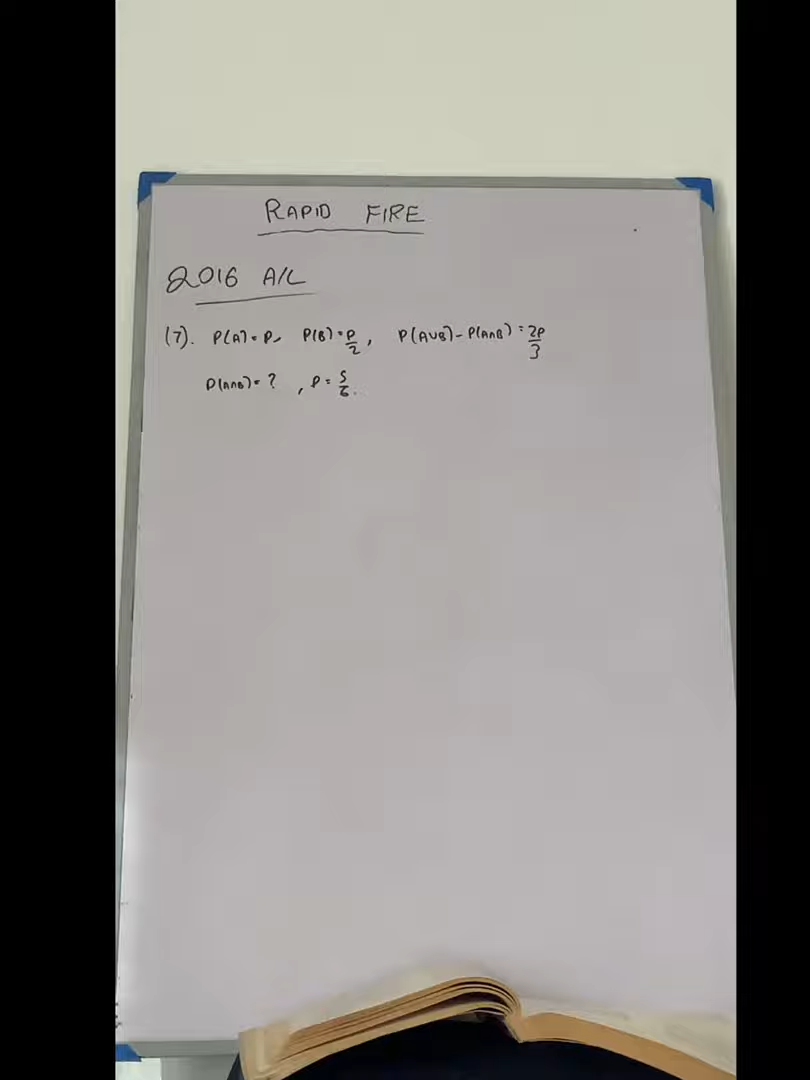 RAPID FIRE
2016 A/L
(7). P(A) = P, P(B) = P/2, P(A∪B) - P(A∩B) = 2P/3
P(A∩B) = ? , P = 5/6.